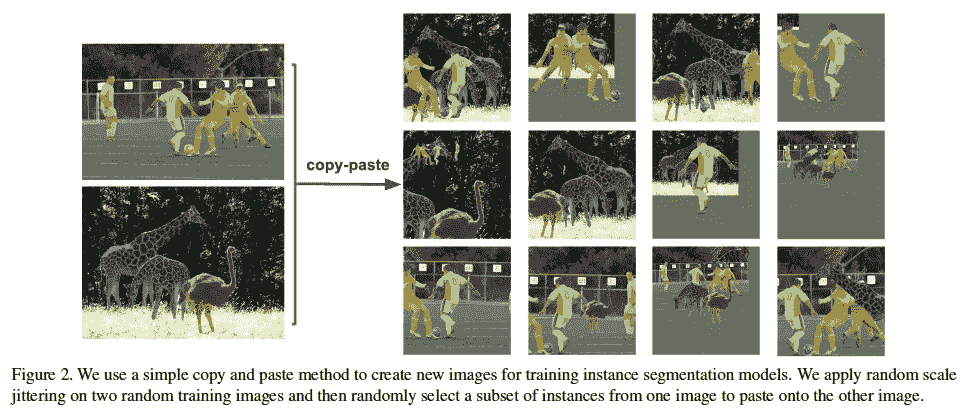 copy-paste
Figure 2. We use a simple copy and paste method to create new images for training instance segmentation models. We apply random scale
jittering on two random training images and then randomly select a subset of instances from one image to paste onto the other image.